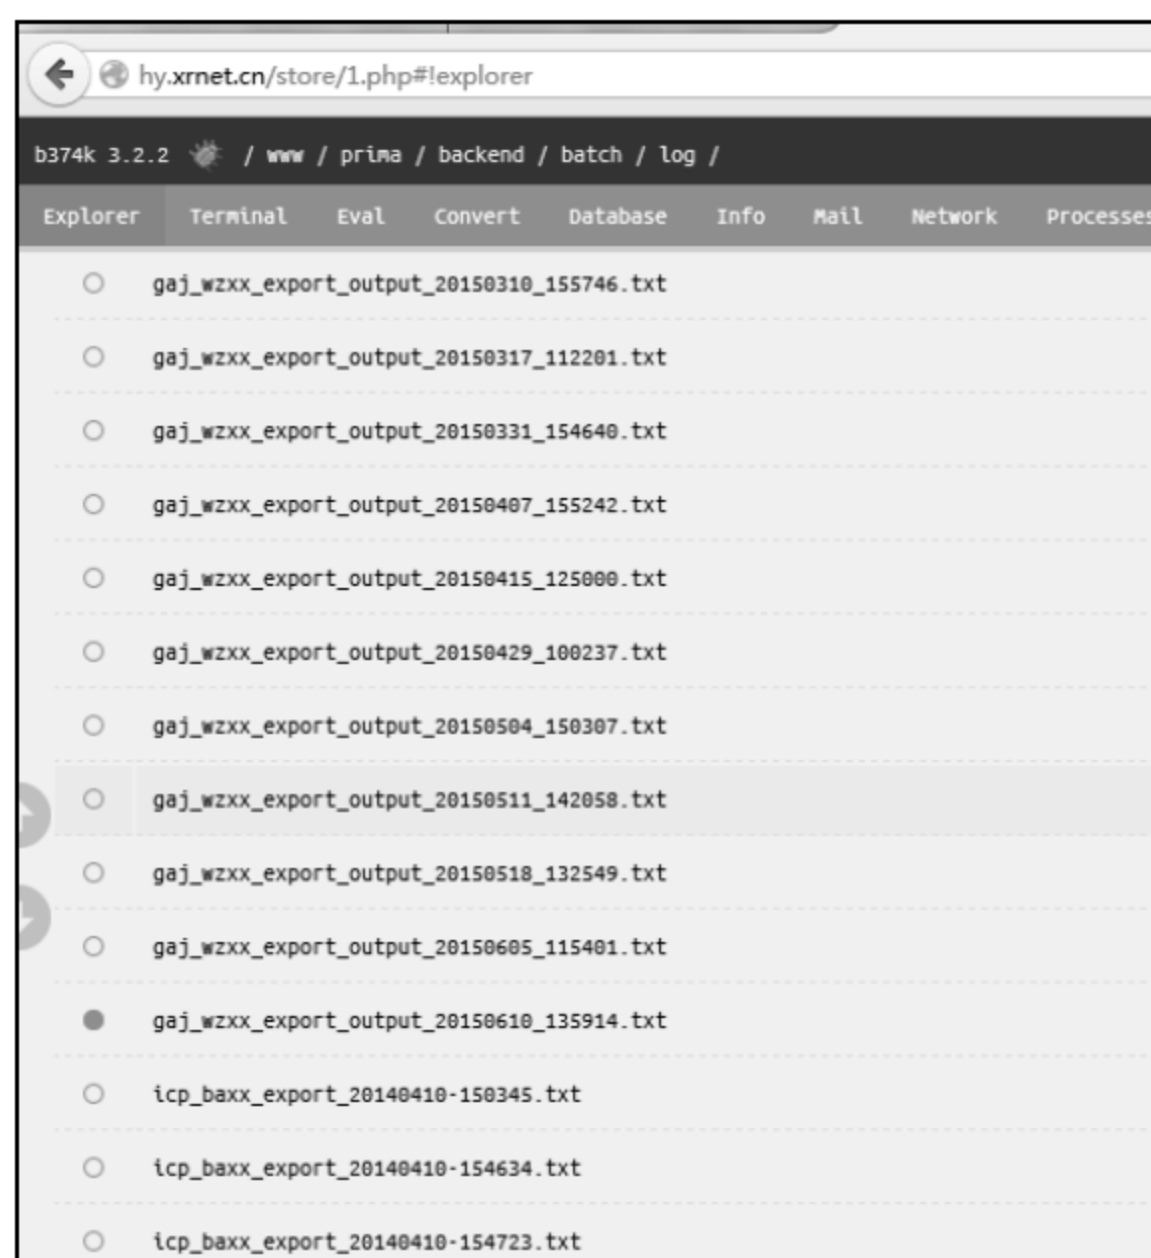 hy.xrnet.cn/store/1.php#!explorer
b374k 3.2.2 / www / prima / backend / batch / log /
Explorer Terminal Eval Convert Database Info Mail Network Processes
gaj_wzxx_export_output_20150310_155746.txt
gaj_wzxx_export_output_20150317_112201.txt
gaj_wzxx_export_output_20150331_154640.txt
gaj_wzxx_export_output_20150407_155242.txt
gaj_wzxx_export_output_20150415_125000.txt
gaj_wzxx_export_output_20150429_100237.txt
gaj_wzxx_export_output_20150504_150307.txt
gaj_wzxx_export_output_20150511_142058.txt
gaj_wzxx_export_output_20150518_132549.txt
gaj_wzxx_export_output_20150605_115401.txt
gaj_wzxx_export_output_20150610_135914.txt
icp_baxx_export_20140410-150345.txt
icp_baxx_export_20140410-154634.txt
icp_baxx_export_20140410-154723.txt